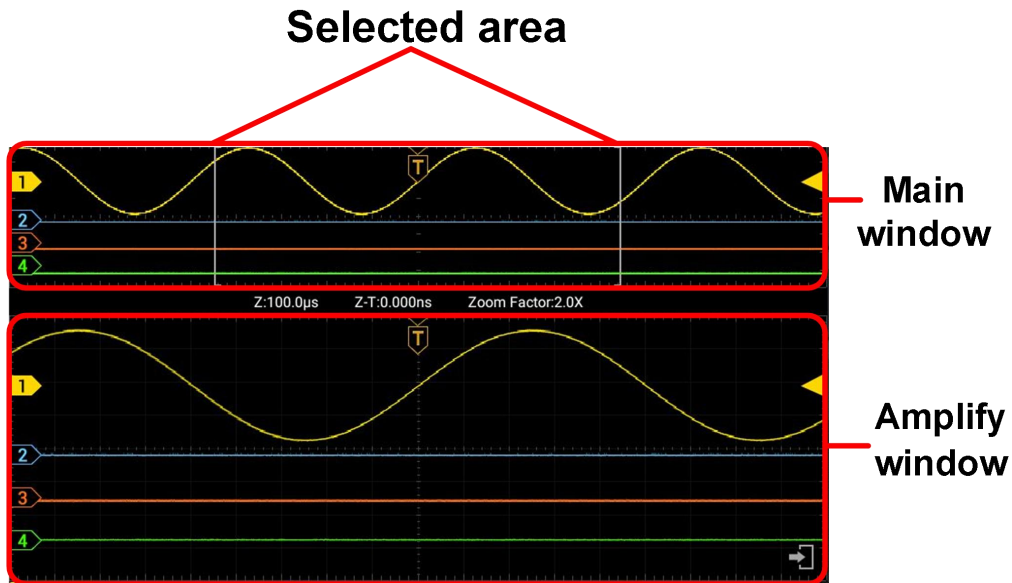 Selected area
T
1
2
3
4
Main
window
Z:100.0μs Z-T:0.000ns Zoom Factor:2.0X
T
1
2
3
4
Amplify
window